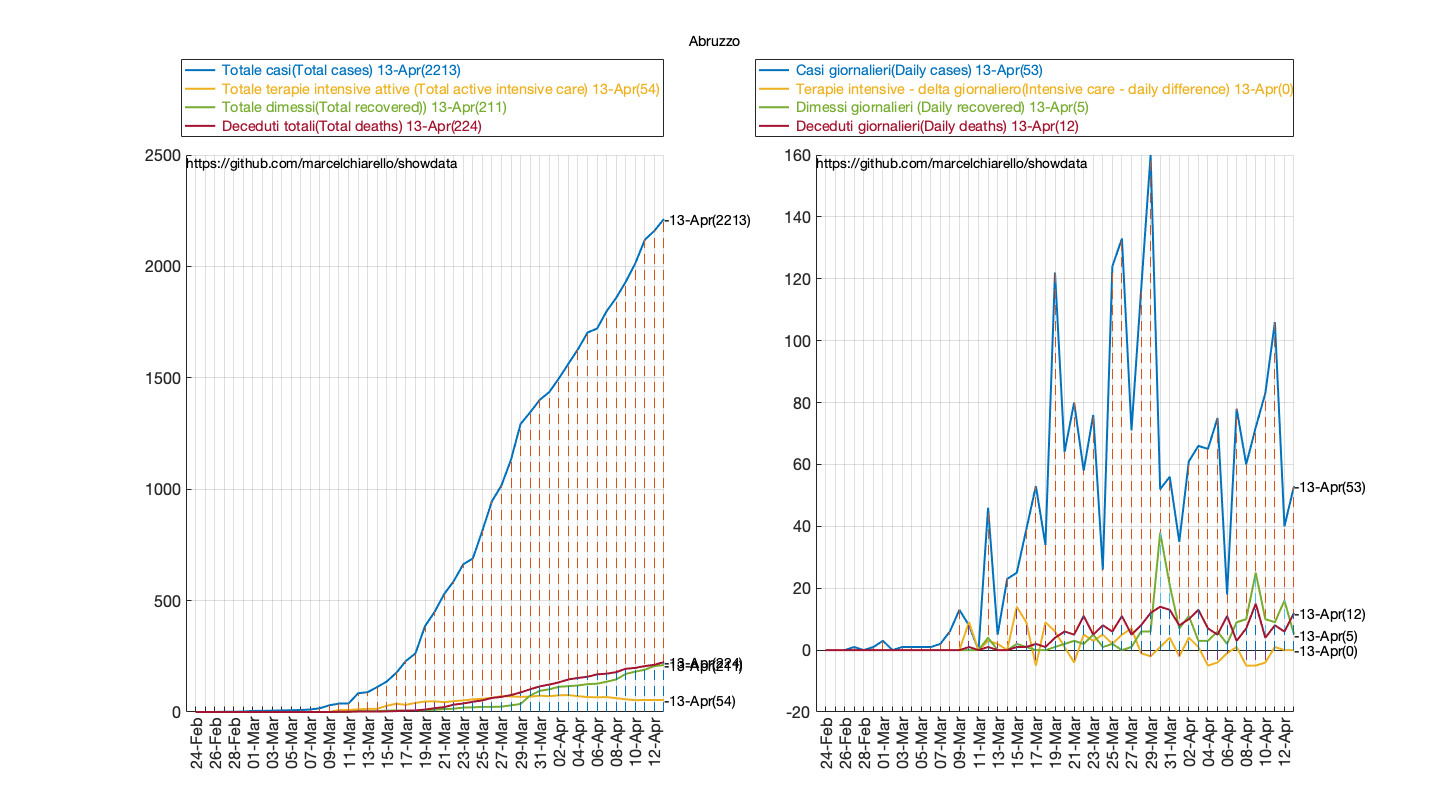 Abruzzo
Totale casi(Total cases) 13-Apr(2213)
Totale terapie intensive attive (Total active intensive care) 13-Apr(54)
Totale dimessi(Total recovered)) 13-Apr(211)
Deceduti totali(Total deaths) 13-Apr(224)
https://github.com/marcelchiarello/showdata
2500
2000
1500
1000
500
0
-13-Apr(2213)
-13-Apr(224)
-13-Apr(211)
-13-Apr(54)
24-Feb
26-Feb
28-Feb
01-Mar
03-Mar
05-Mar
07-Mar
09-Mar
11-Mar
13-Mar
15-Mar
17-Mar
19-Mar
21-Mar
23-Mar
25-Mar
27-Mar
29-Mar
31-Mar
02-Apr
04-Apr
06-Apr
08-Apr
10-Apr
12-Apr
Casi giornalieri(Daily cases) 13-Apr(53)
Terapie intensive - delta giornaliero(Intensive care - daily difference) 13-Apr(0)
Dimessi giornalieri (Daily recovered) 13-Apr(5)
Deceduti giornalieri(Daily deaths) 13-Apr(12)
https://github.com/marcelchiarello/showdata
160
140
120
100
80
60
40
20
0
-20
-13-Apr(53)
-13-Apr(12)
-13-Apr(5)
-13-Apr(0)
24-Feb
26-Feb
28-Feb
01-Mar
03-Mar
05-Mar
07-Mar
09-Mar
11-Mar
13-Mar
15-Mar
17-Mar
19-Mar
21-Mar
23-Mar
25-Mar
27-Mar
29-Mar
31-Mar
02-Apr
04-Apr
06-Apr
08-Apr
10-Apr
12-Apr